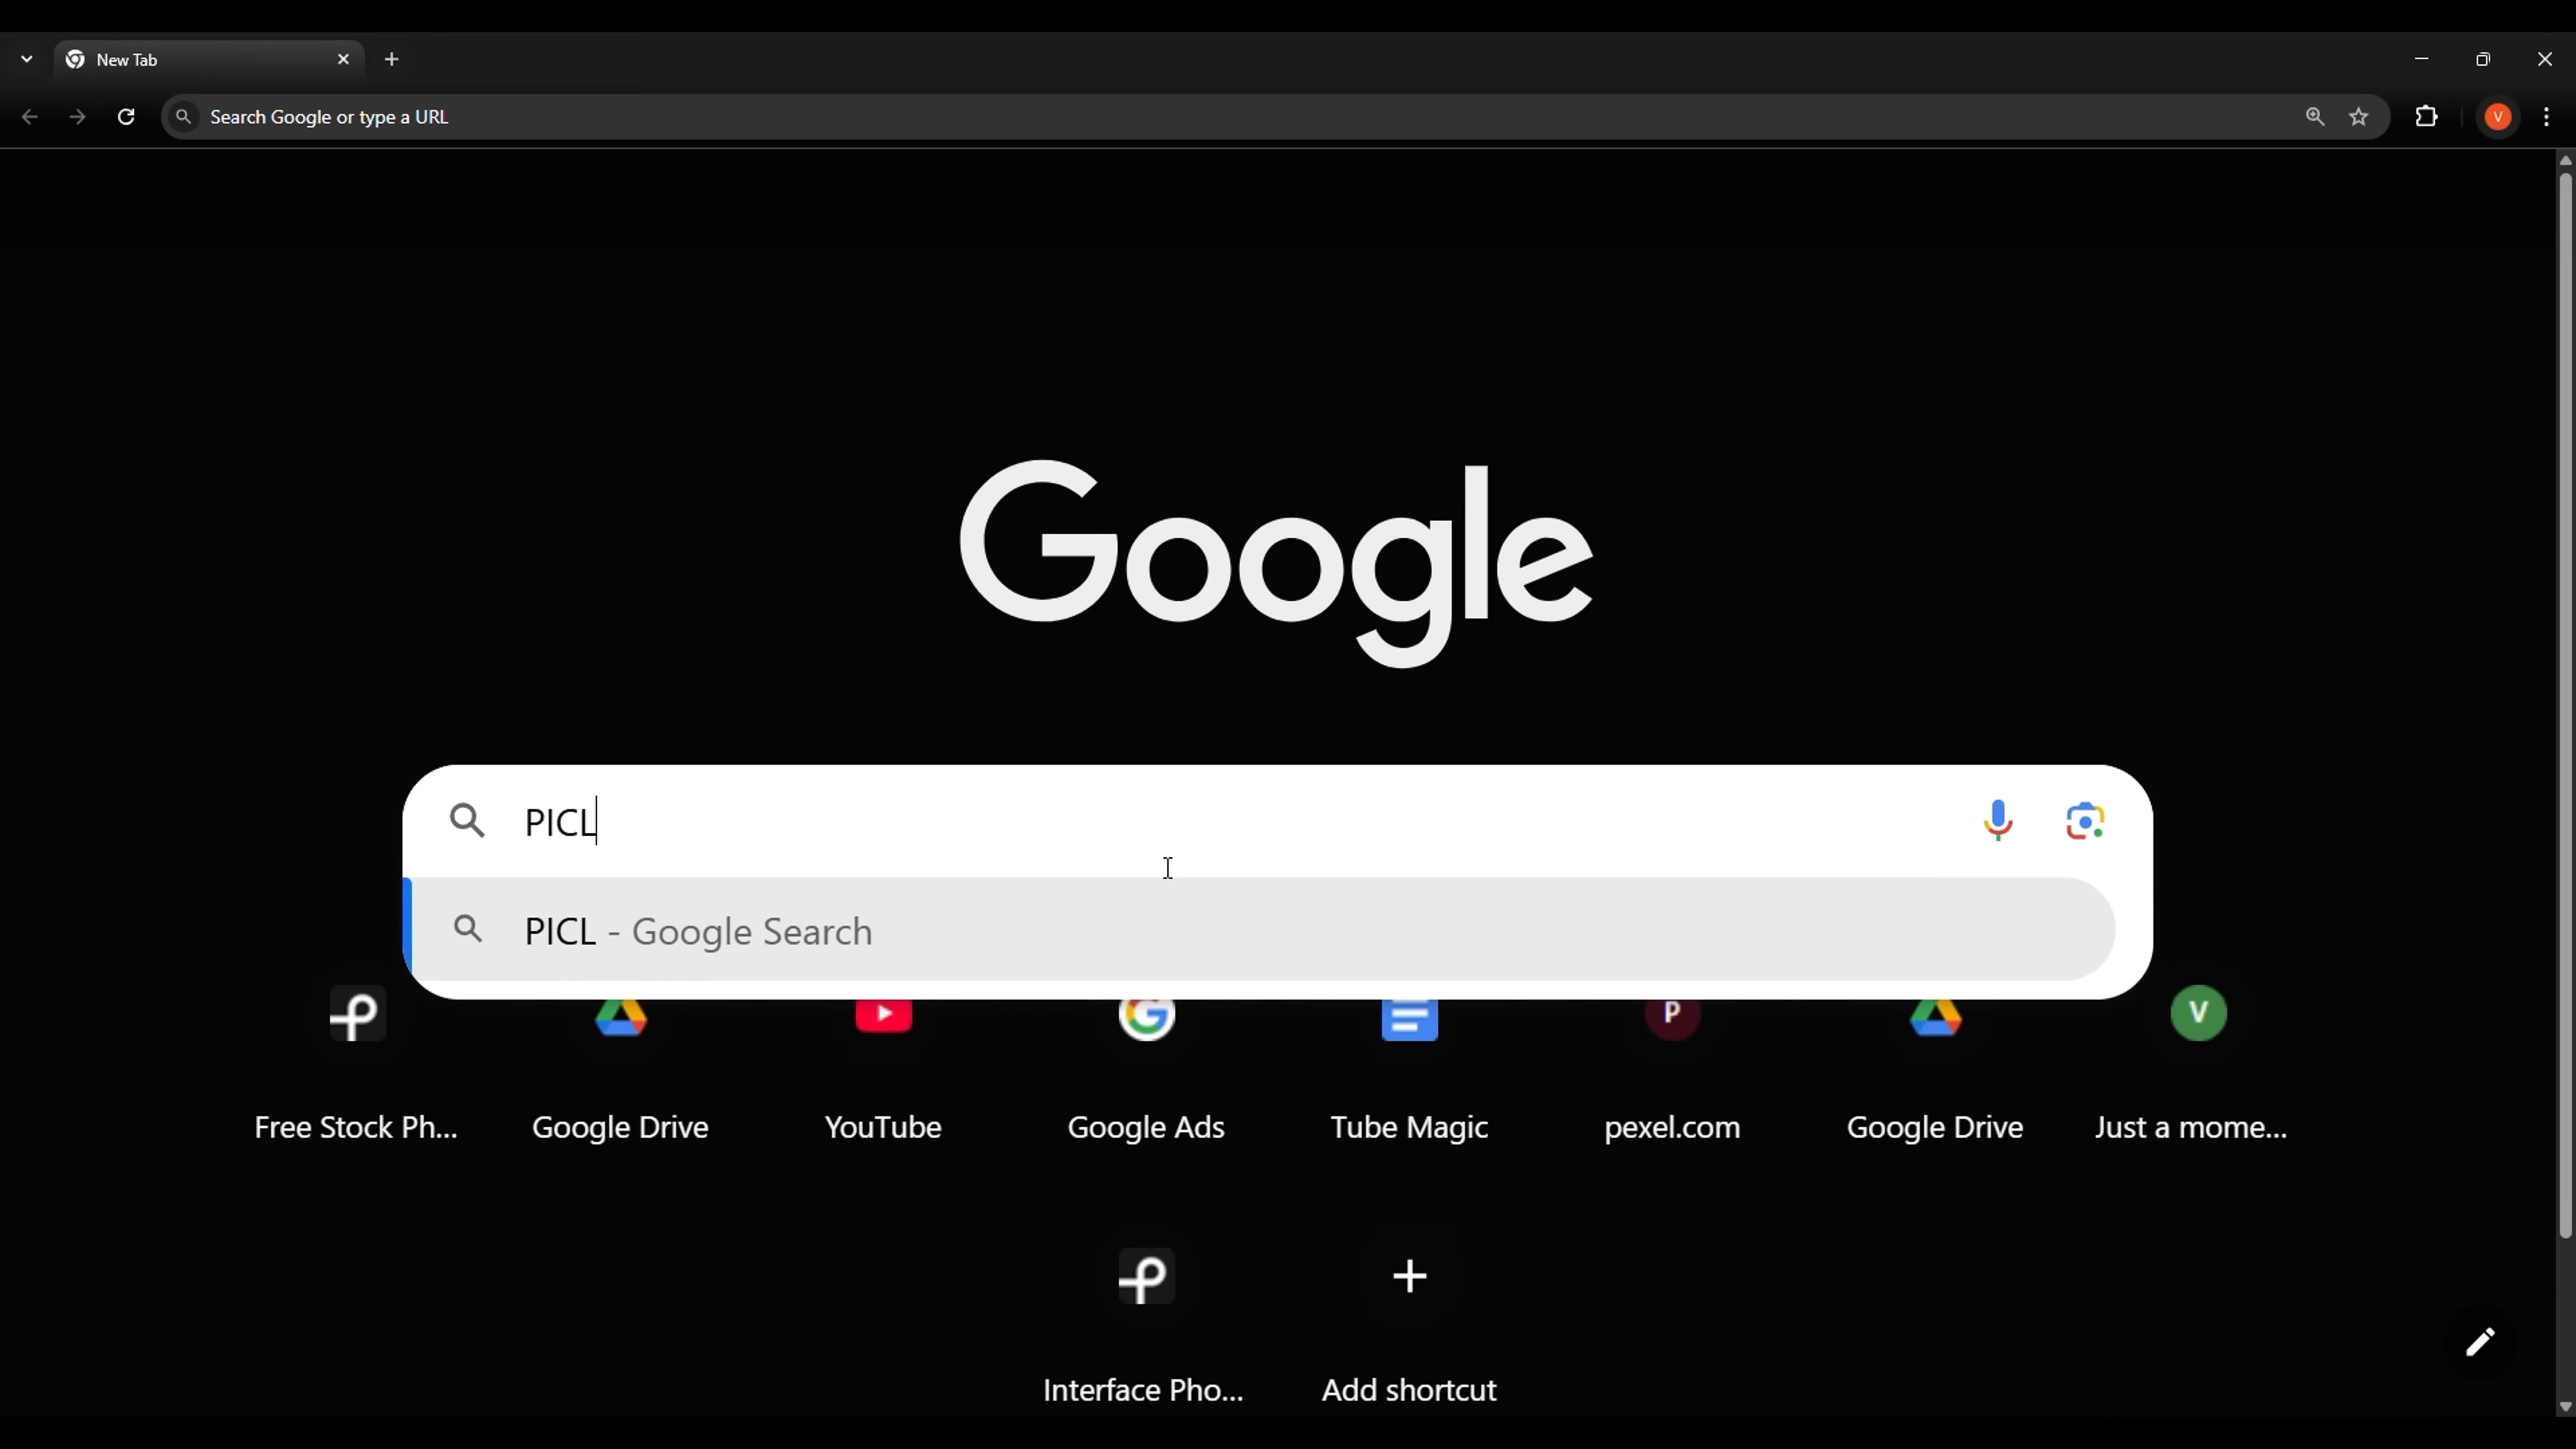 New Tab
Search Google or type a URL
V
Google
PICL
PICL - Google Search
P
V
Free Stock Ph...
Google Drive
YouTube
Google Ads
Tube Magic
pexel.com
Google Drive
Just a mome...
Interface Pho...
Add shortcut